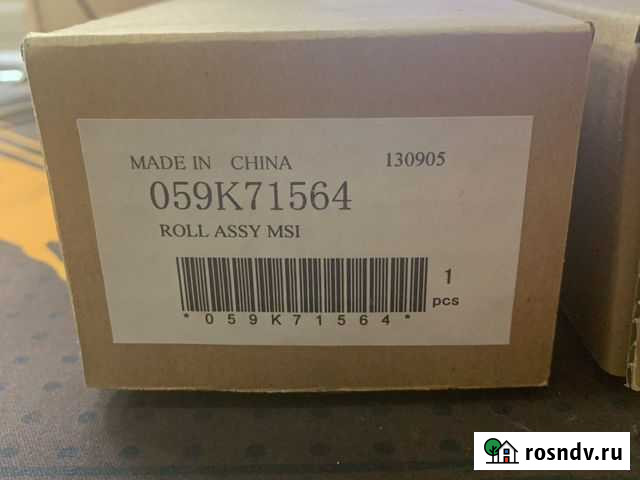 MADE IN CHINA 130905
059K71564
ROLL ASSY MSI
1
pcs
*059K71564*
rosndv.ru